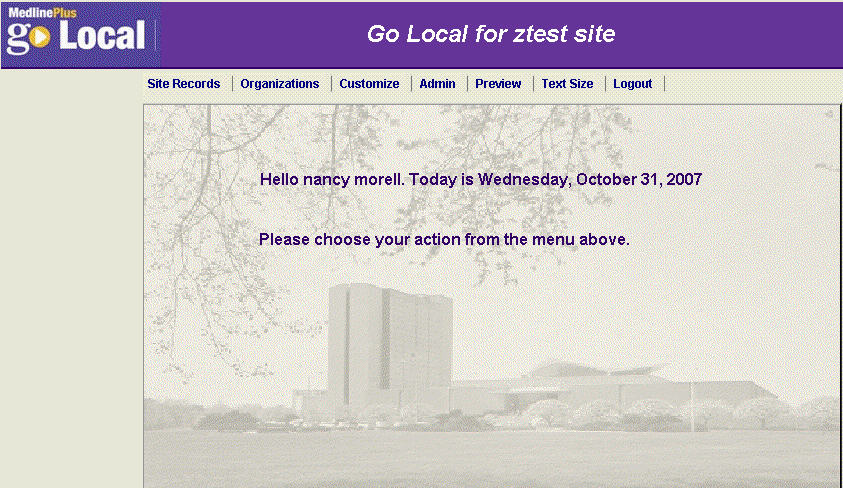 MedlinePlus
go Local
Go Local for ztest site
Site Records Organizations Customize Admin Preview Text Size Logout
Hello nancy morell. Today is Wednesday, October 31, 2007
Please choose your action from the menu above.